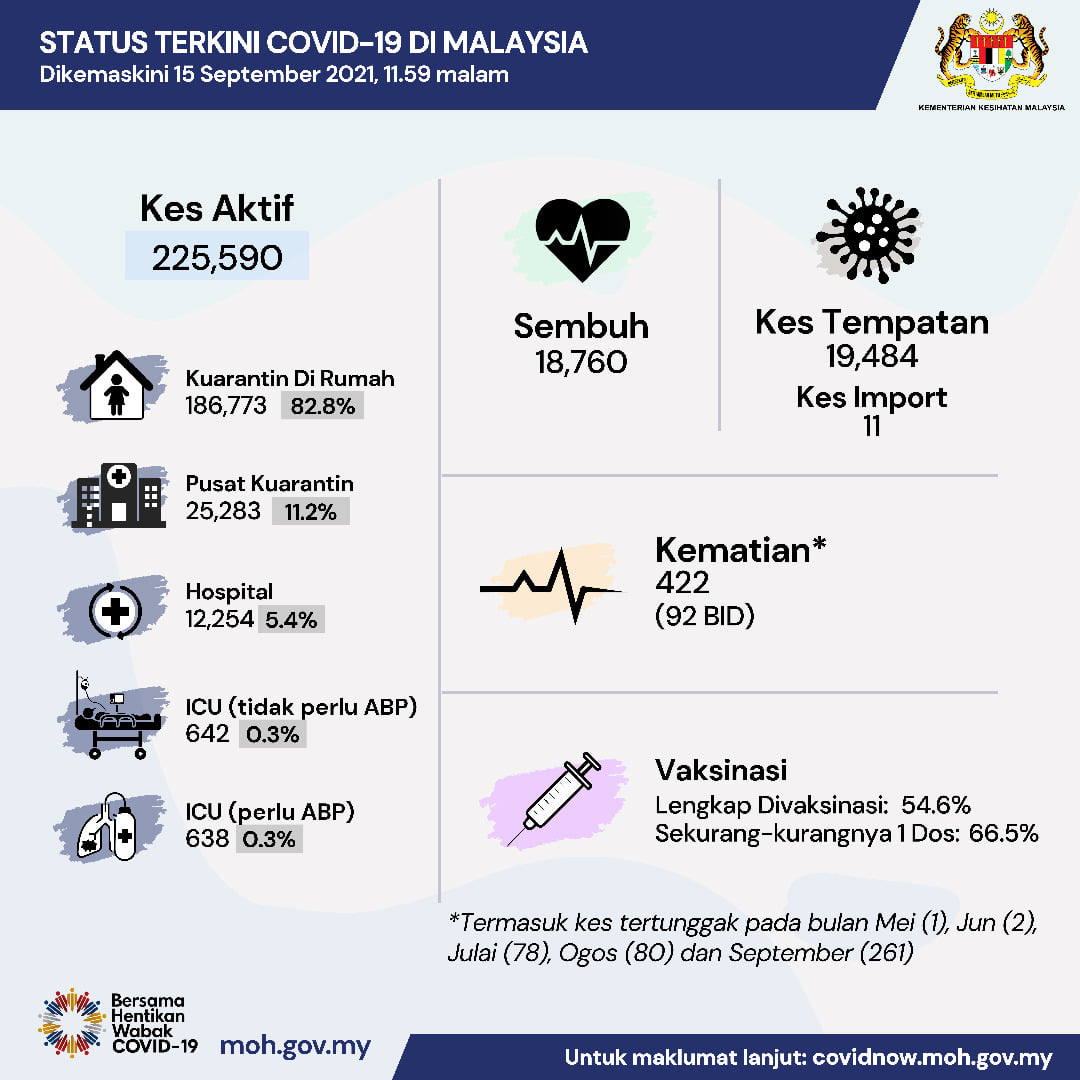 STATUS TERKINI COVID-19 DI MALAYSIA
Dikemaskini 15 September 2021, 11.59 malam
KEMENTERIAN KESIHATAN MALAYSIA
Kes Aktif
225,590
Kuarantin Di Rumah
186,773 82.8%
Pusat Kuarantin
25,283 11.2%
Hospital
12,254 5.4%
ICU (tidak perlu ABP)
642 0.3%
ICU (perlu ABP)
638 0.3%
Sembuh
18,760
Kes Tempatan
19,484
Kes Import
11
Kematian*
422
(92 BID)
Vaksinasi
Lengkap Divaksinasi: 54.6%
Sekurang-kurangnya 1 Dos: 66.5%
*Termasuk kes tertunggak pada bulan Mei (1), Jun (2),
Julai (78), Ogos (80) dan September (261)
Bersama
Hentikan
Wabak
COVID-19
moh.gov.my
Untuk maklumat lanjut: covidnow.moh.gov.my